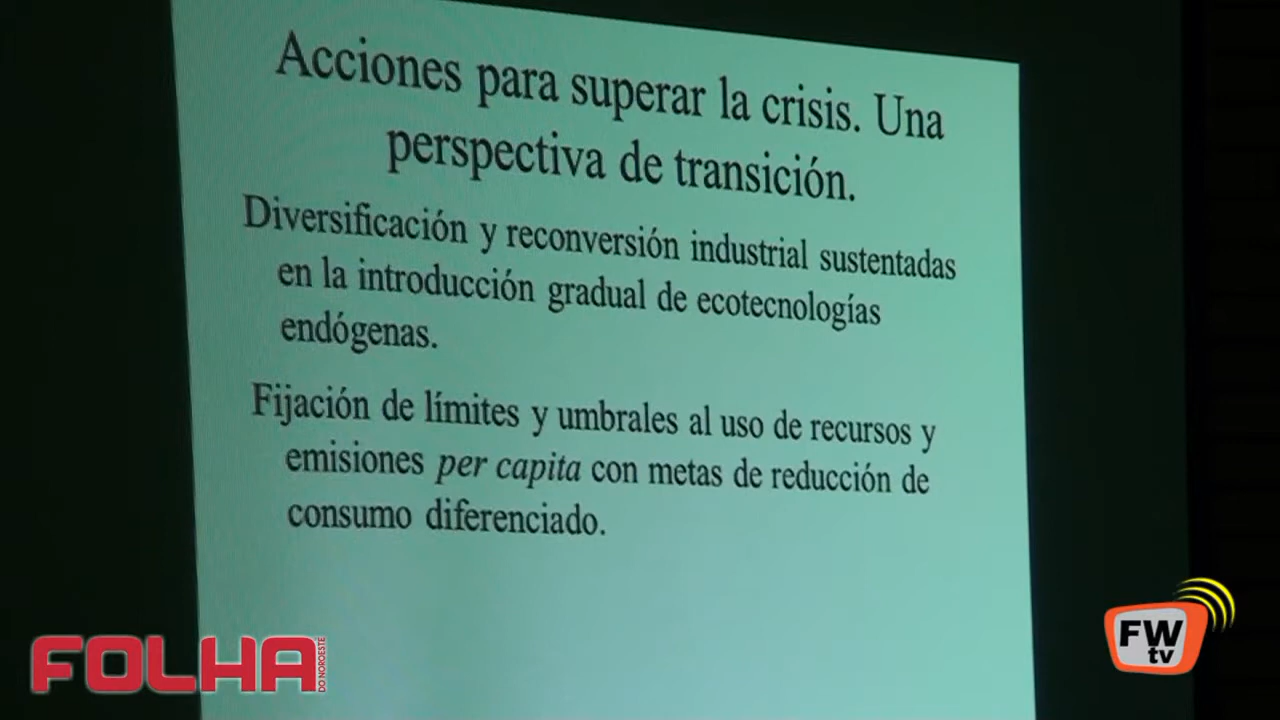 Acciones para superar la crisis. Una
perspectiva de transición.
Diversificación y reconversión industrial sustentadas
en la introducción gradual de ecotecnologías
endógenas.
Fijación de límites y umbrales al uso de recursos y
emisiones per capita con metas de reducción de
consumo diferenciado.
FOLHA
DO NOROESTE
FW
tv